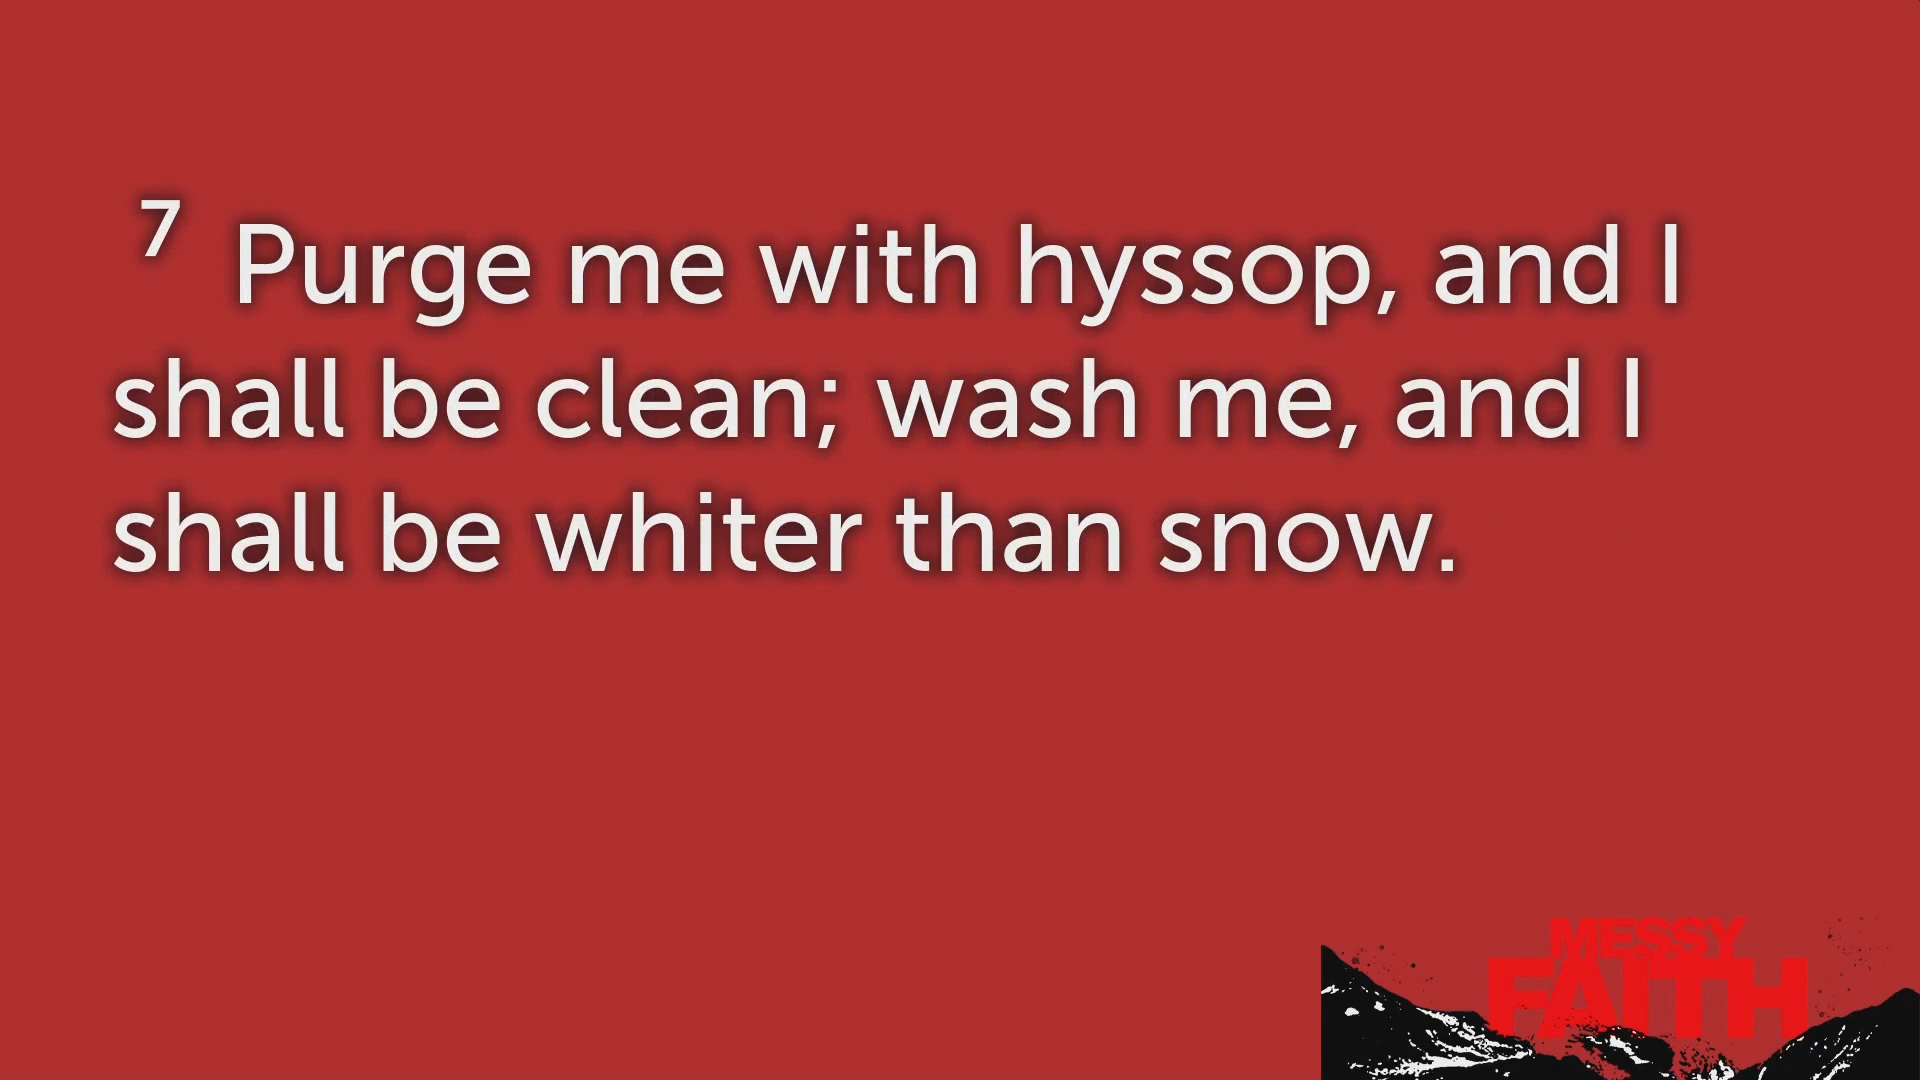 7 Purge me with hyssop, and I
shall be clean; wash me, and I
shall be whiter than snow.
MESSY
FAITH